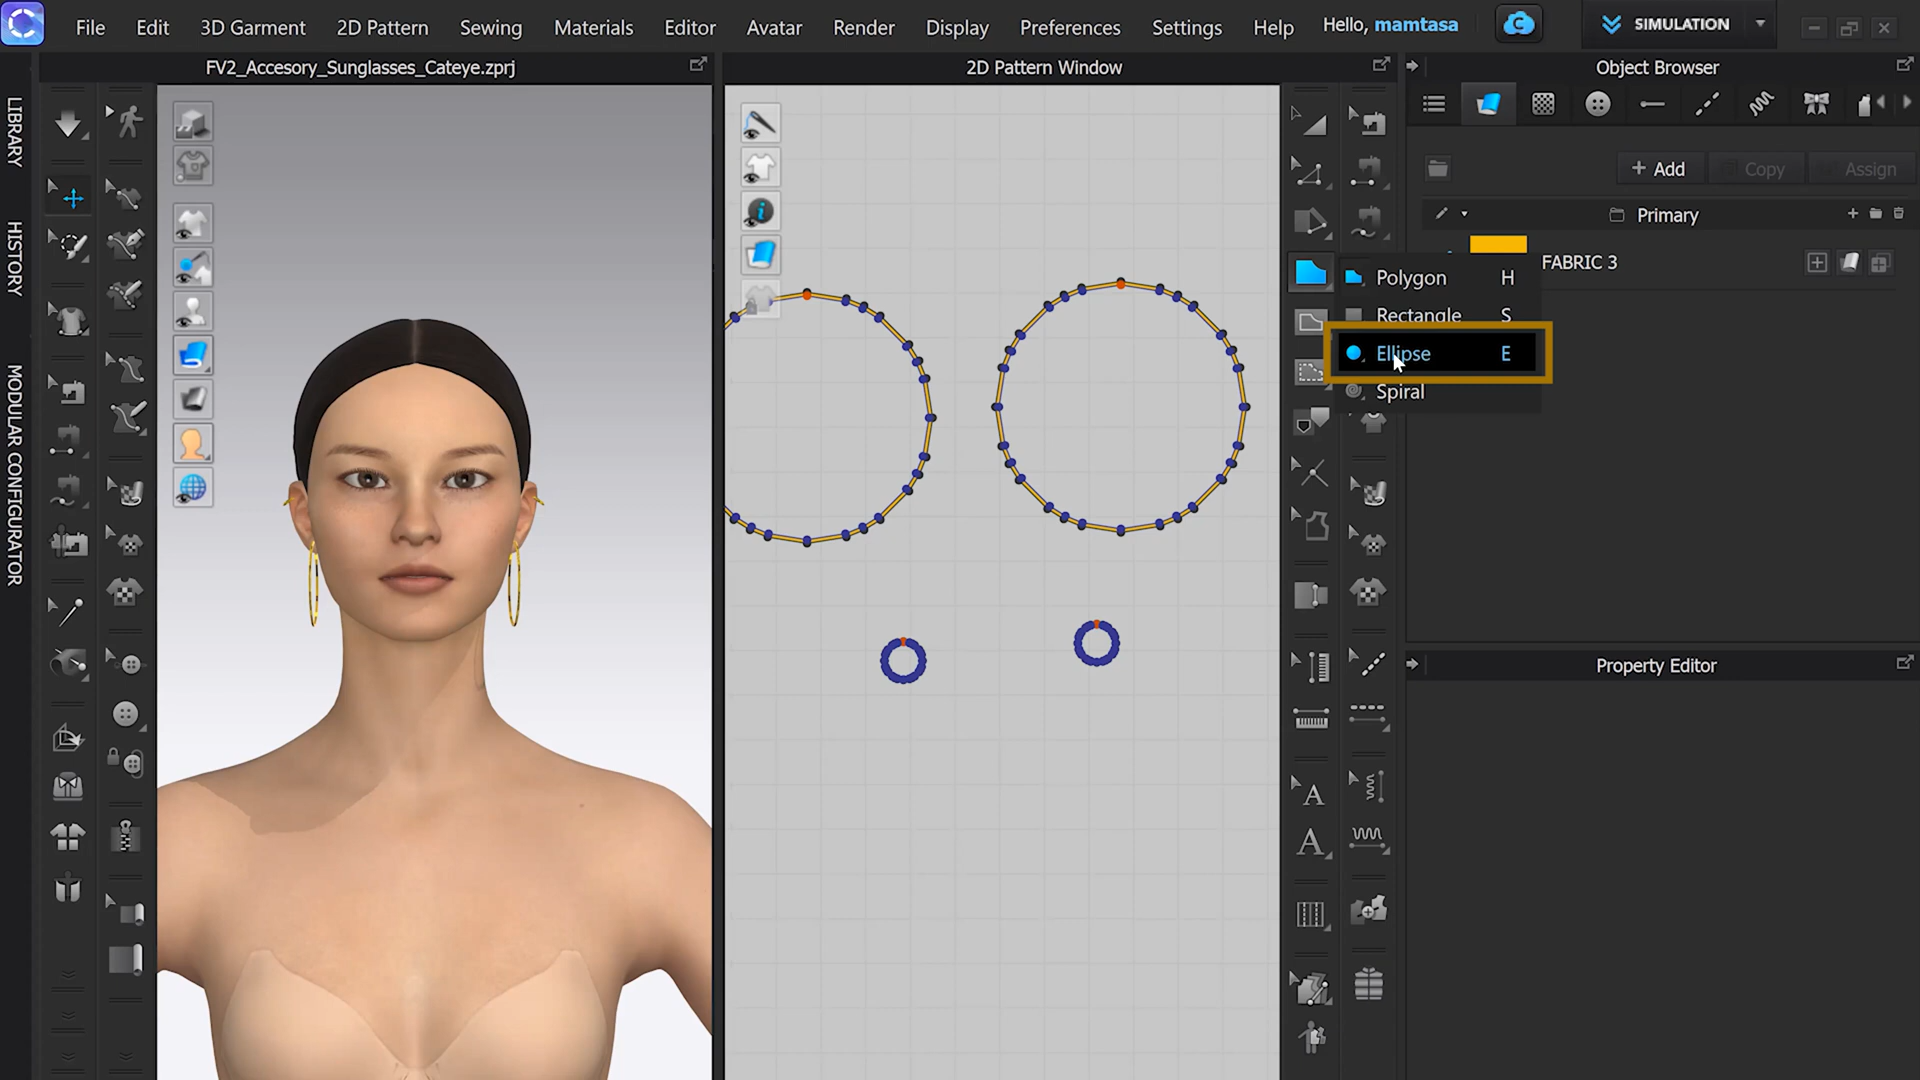 File Edit 3D Garment 2D Pattern Sewing Materials Editor Avatar Render Display Preferences Settings Help Hello, mamtasa SIMULATION
FV2_Accesory_Sunglasses_Cateye.zprj
2D Pattern Window
Object Browser
LIBRARY
HISTORY
MODULAR CONFIGURATOR
+ Add Copy Assign
Primary
FABRIC 3
Polygon H
Rectangle S
Ellipse E
Spiral
Property Editor